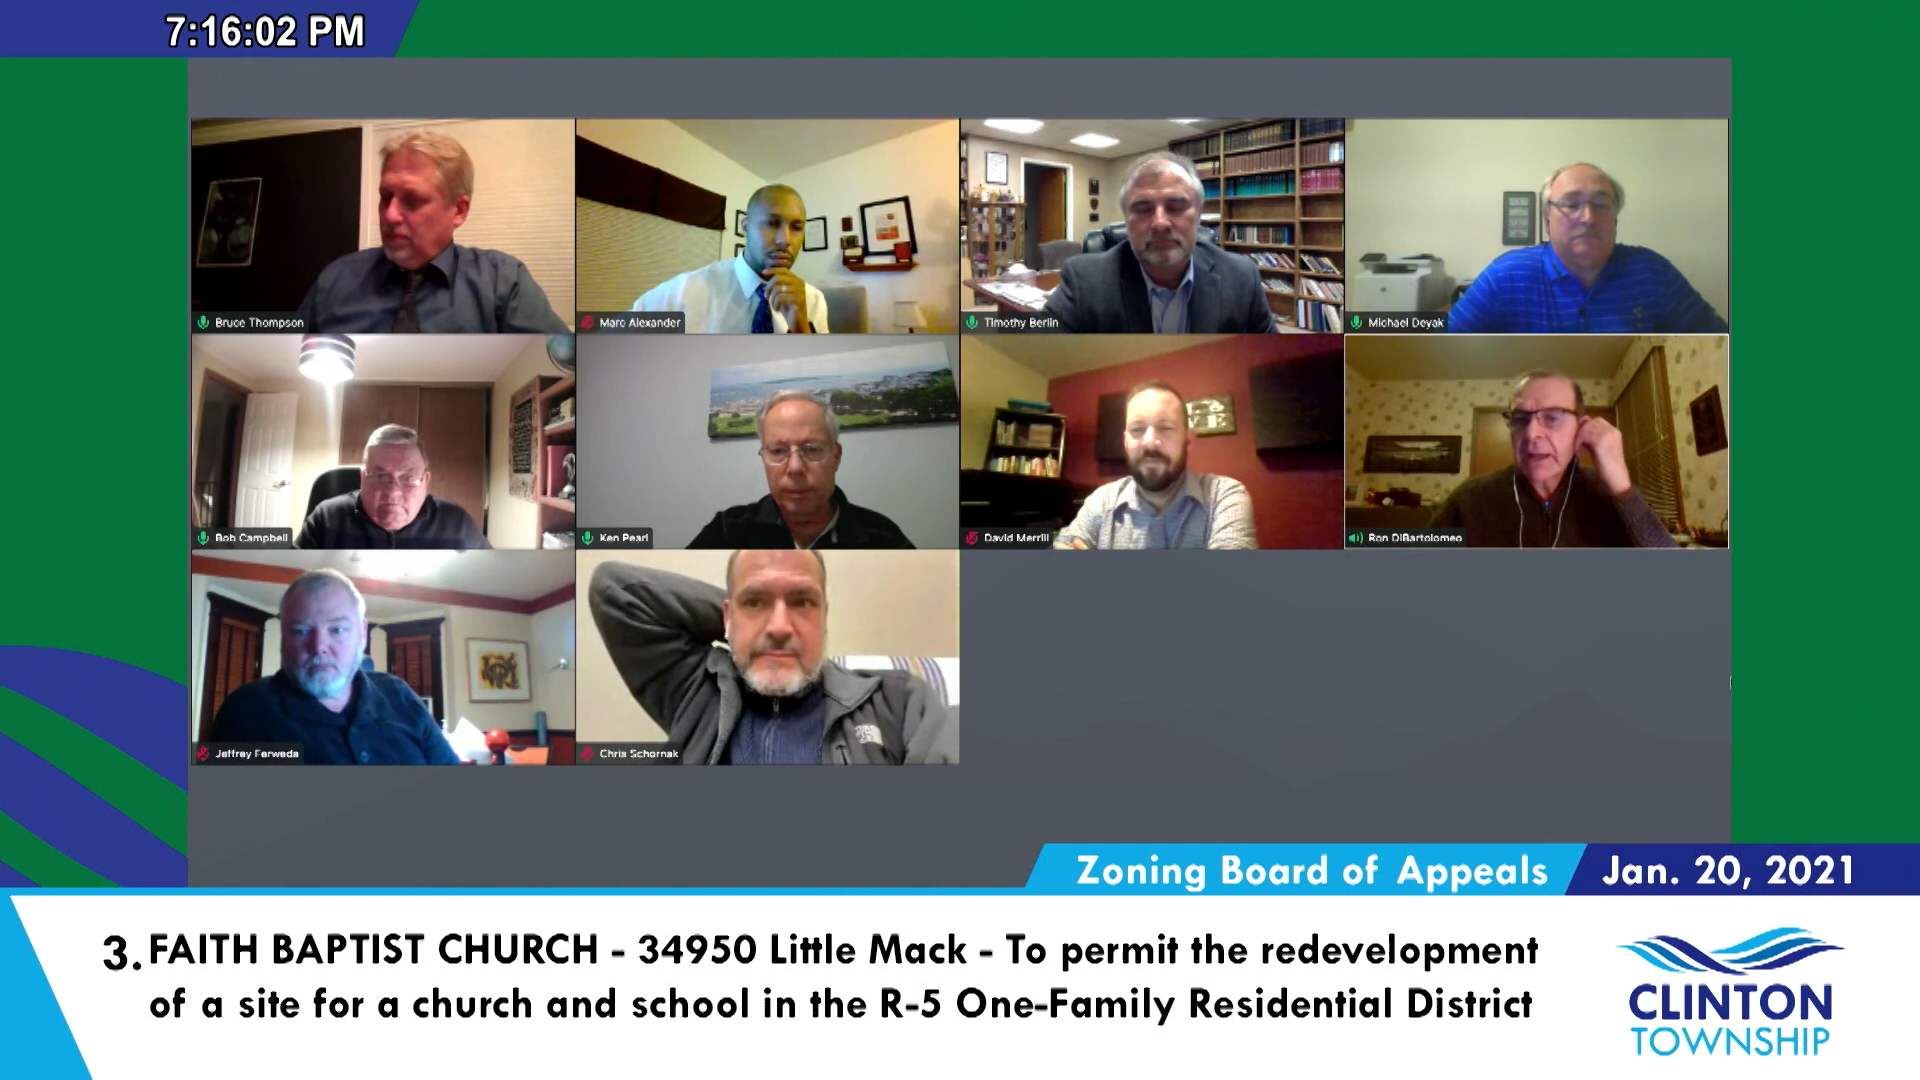 7:16:02 PM
Bruce Thompson
Marc Alexander
Timothy Berlin
Michael Deyak
Bob Campbell
Ken Pearl
David Merrill
Ron DiBartolomeo
Jeffrey Ferweda
Chris Schornak
Zoning Board of Appeals
Jan. 20, 2021
3. FAITH BAPTIST CHURCH - 34950 Little Mack - To permit the redevelopment
of a site for a church and school in the R-5 One-Family Residential District
CLINTON
TOWNSHIP